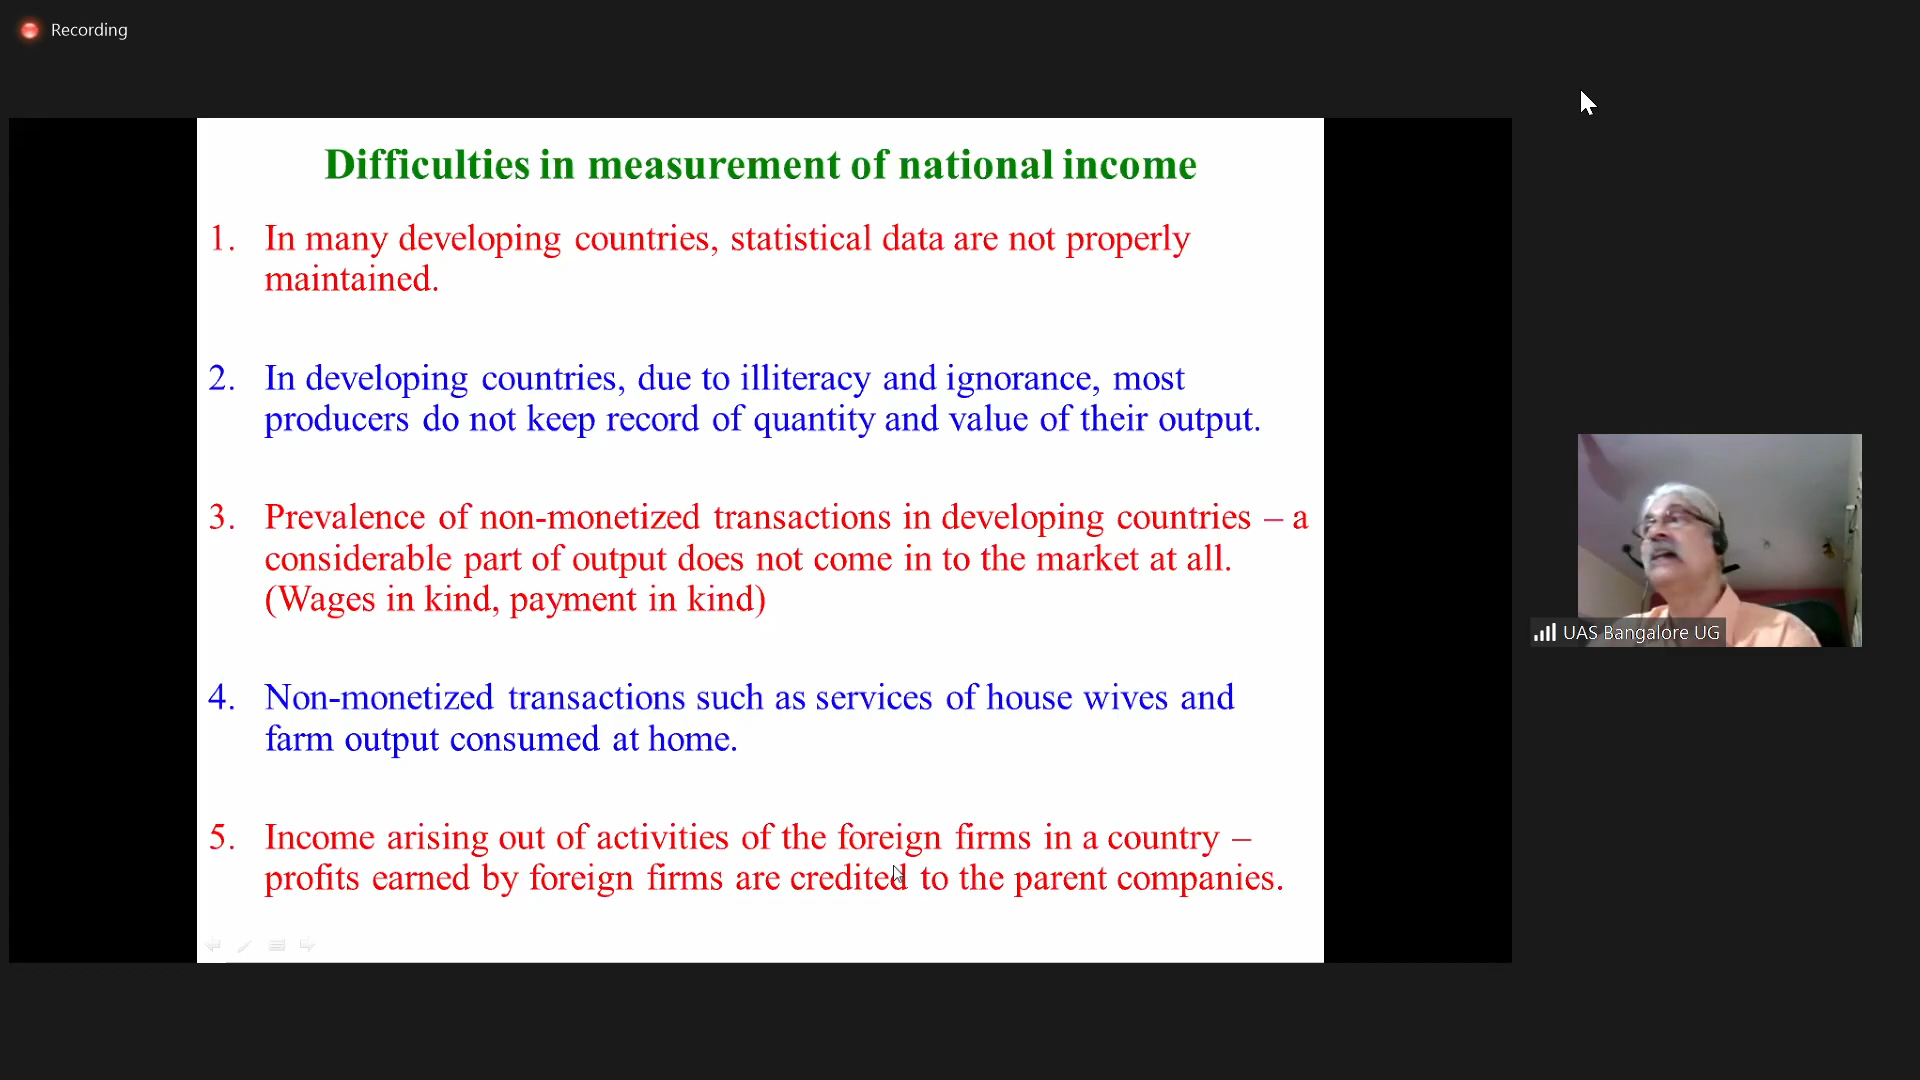 Recording
Difficulties in measurement of national income
1. In many developing countries, statistical data are not properly
maintained.
2. In developing countries, due to illiteracy and ignorance, most
producers do not keep record of quantity and value of their output.
3. Prevalence of non-monetized transactions in developing countries – a
considerable part of output does not come in to the market at all.
(Wages in kind, payment in kind)
4. Non-monetized transactions such as services of house wives and
farm output consumed at home.
5. Income arising out of activities of the foreign firms in a country –
profits earned by foreign firms are credited to the parent companies.
UAS Bangalore UG